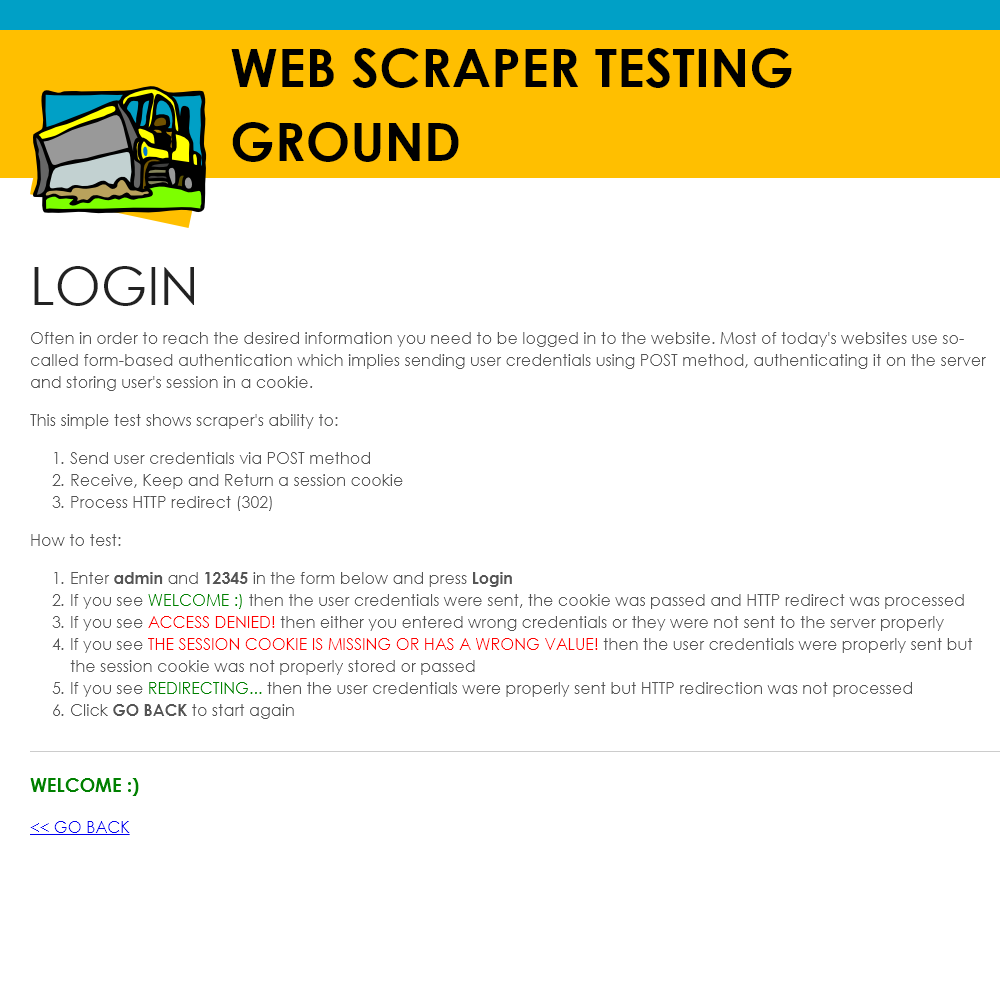 WEB SCRAPER TESTING
GROUND
LOGIN
Often in order to reach the desired information you need to be logged in to the website. Most of today's websites use so-
called form-based authentication which implies sending user credentials using POST method, authenticating it on the server
and storing user's session in a cookie.
This simple test shows scraper's ability to:
1. Send user credentials via POST method
2. Receive, Keep and Return a session cookie
3. Process HTTP redirect (302)
How to test:
1. Enter admin and 12345 in the form below and press Login
2. If you see WELCOME :) then the user credentials were sent, the cookie was passed and HTTP redirect was processed
3. If you see ACCESS DENIED! then either you entered wrong credentials or they were not sent to the server properly
4. If you see THE SESSION COOKIE IS MISSING OR HAS A WRONG VALUE! then the user credentials were properly sent but
the session cookie was not properly stored or passed
5. If you see REDIRECTING... then the user credentials were properly sent but HTTP redirection was not processed
6. Click GO BACK to start again
WELCOME :)
<< GO BACK